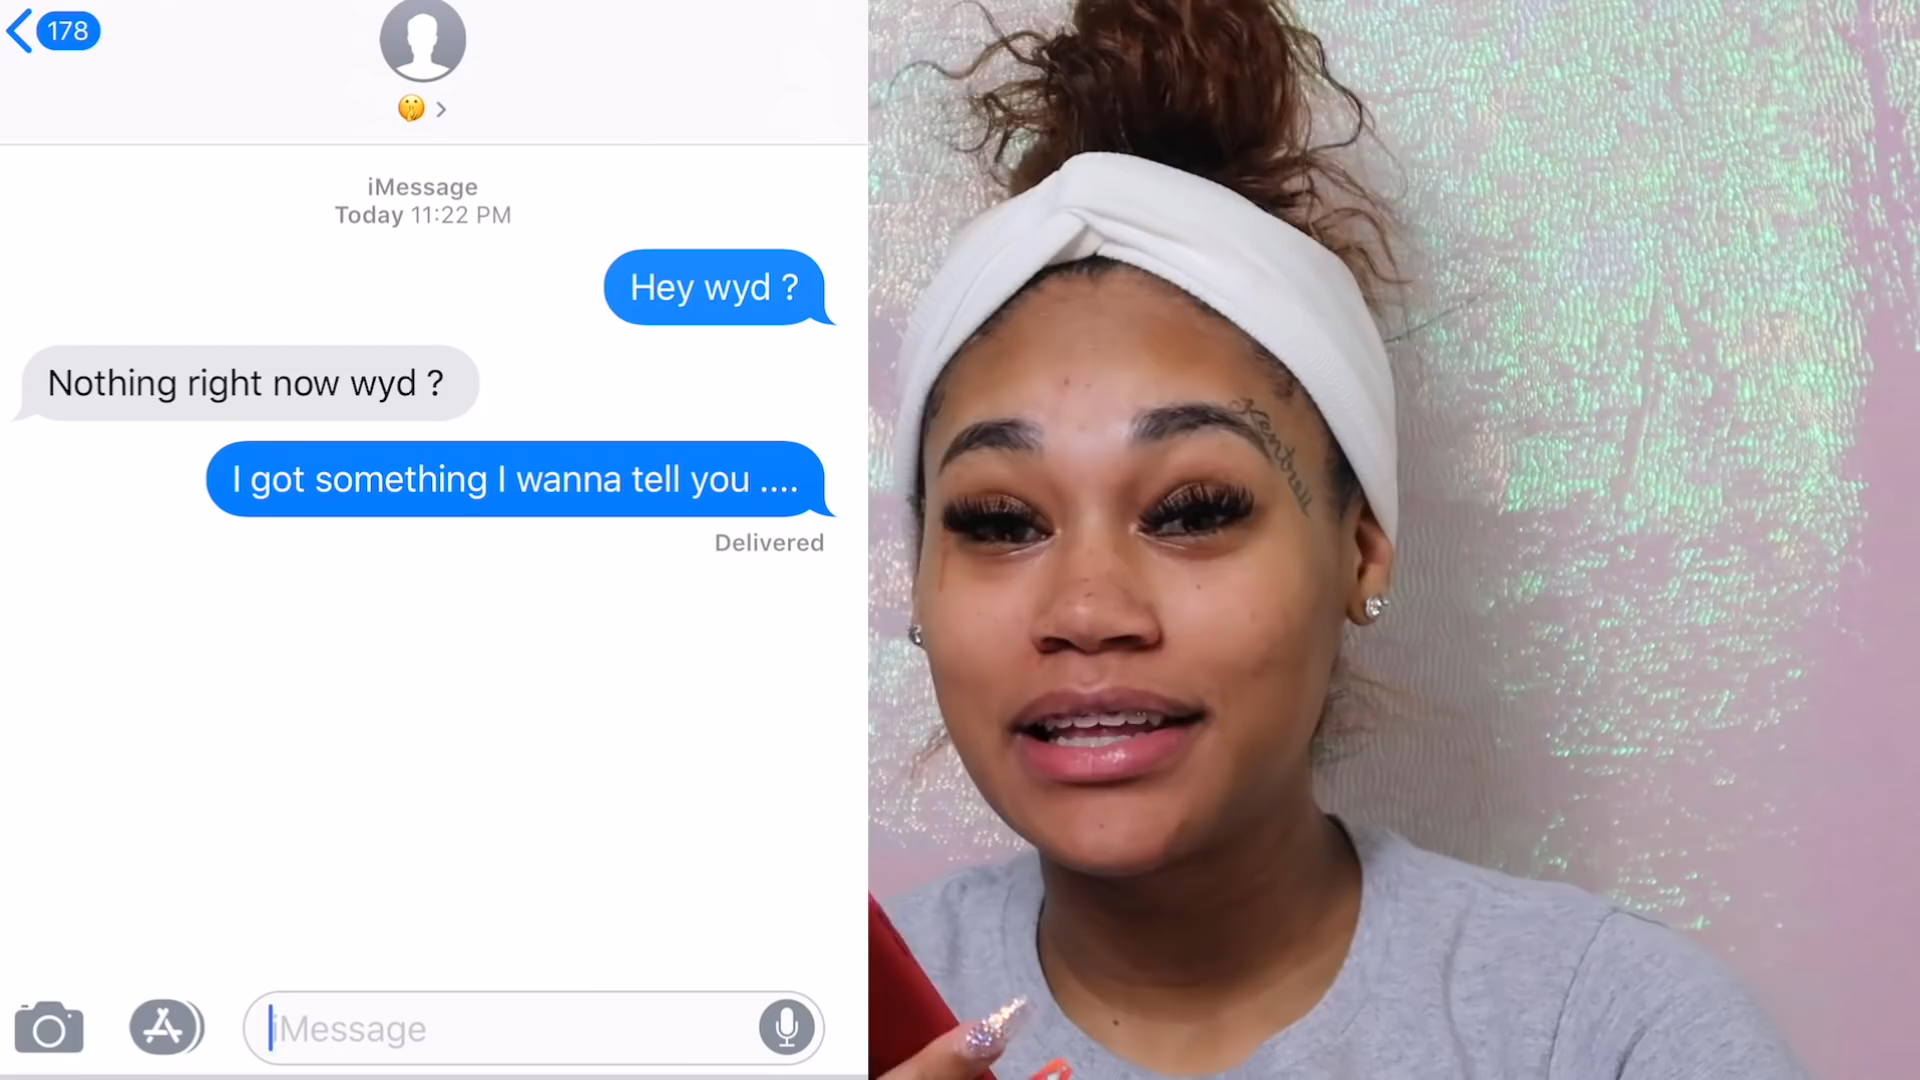 178
iMessage
Today 11:22 PM
Hey wyd ?
Nothing right now wyd ?
I got something I wanna tell you ....
Delivered
iMessage